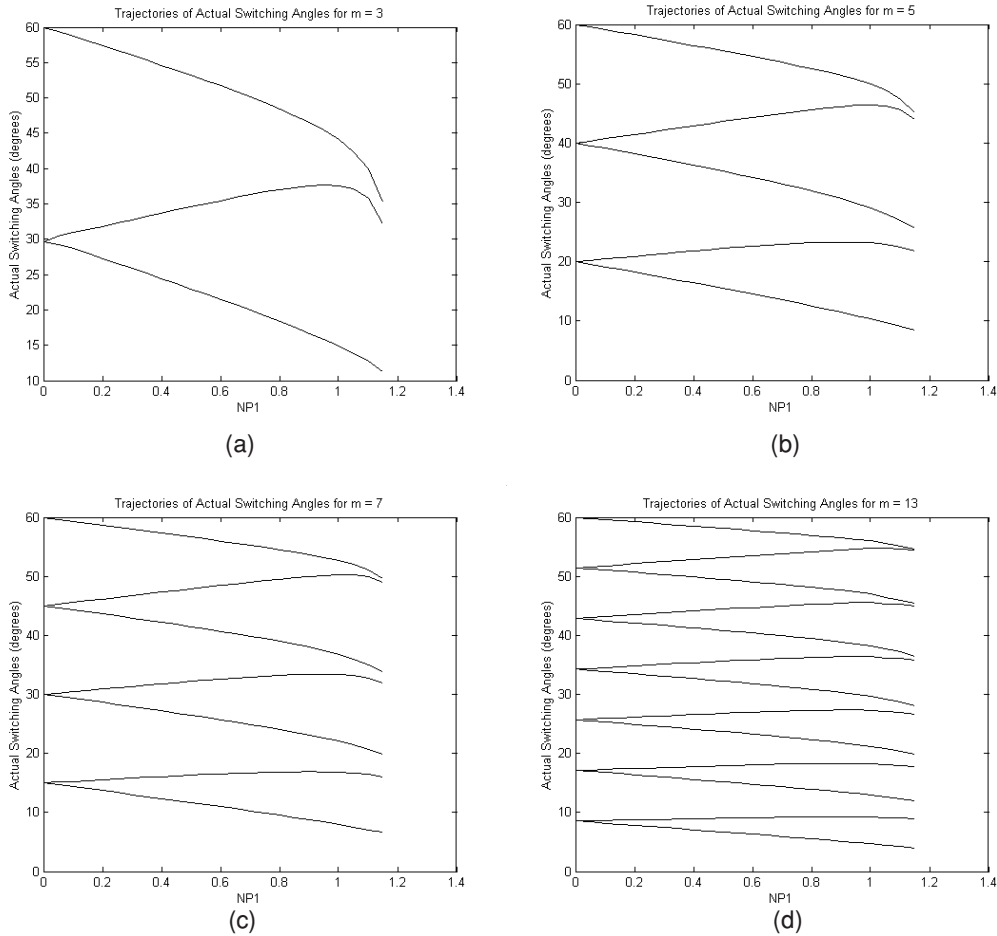 Trajectories of Actual Switching Angles for m = 3
60
55
50
45
40
35
30
25
20
15
10
Actual Switching Angles (degrees)
0 0.2 0.4 0.6 0.8 1 1.2 1.4
NP1
(a)
Trajectories of Actual Switching Angles for m = 5
60
50
40
30
20
10
0
Actual Switching Angles (degrees)
0 0.2 0.4 0.6 0.8 1 1.2 1.4
NP1
(b)
Trajectories of Actual Switching Angles for m = 7
60
50
40
30
20
10
0
Actual Switching Angles (degrees)
0 0.2 0.4 0.6 0.8 1 1.2 1.4
NP1
(c)
Trajectories of Actual Switching Angles for m = 13
60
50
40
30
20
10
0
Actual Switching Angles (degrees)
0 0.2 0.4 0.6 0.8 1 1.2 1.4
NP1
(d)